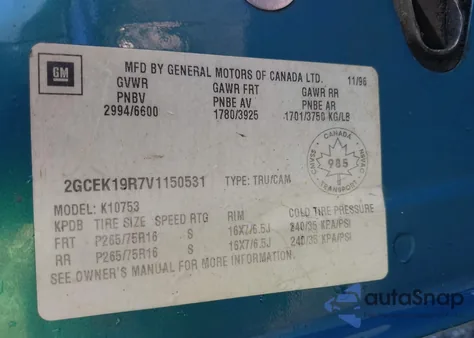 GM
MFD BY GENERAL MOTORS OF CANADA LTD. 11/96
GVWR GAWR FRT GAWR RR
PNBV PNBE AV PNBE AR
2994/6600 1780/3925 1701/3750 KG/LB
CANADA
985
TRANSPORT
2GCEK19R7V1150531 TYPE: TRU/CAM
MODEL: K10753
KPDB TIRE SIZE SPEED RTG RIM COLD TIRE PRESSURE
FRT P265/75R16 S 16X7/6.5J 240/35 KPA/PSI
RR P265/75R16 S 16X7/6.5J 240/35 KPA/PSI
SEE OWNER'S MANUAL FOR MORE INFORMATION.
autoSnap